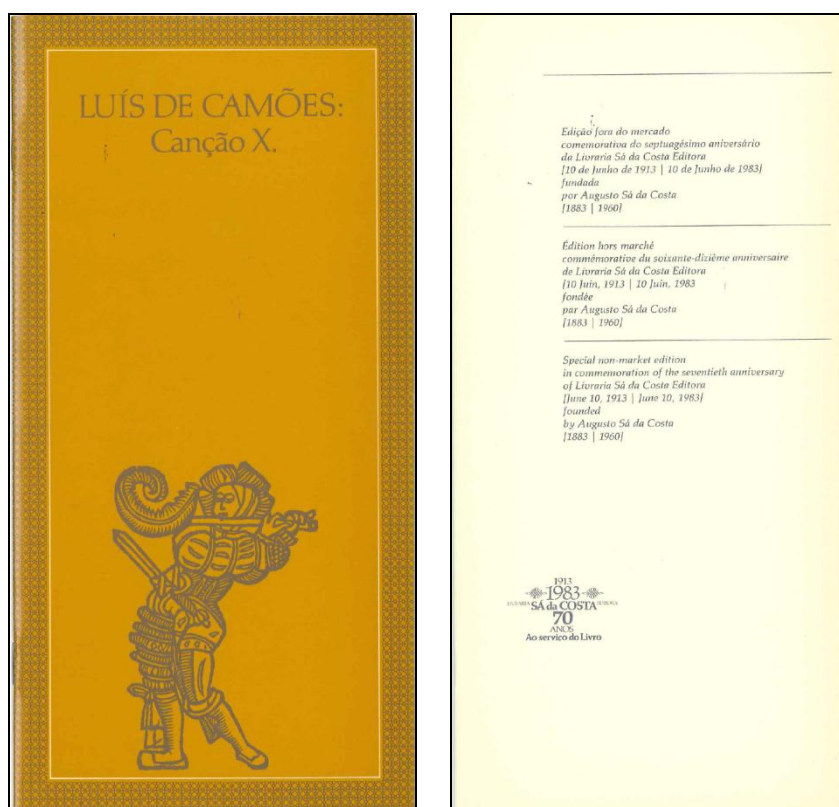 LUÍS DE CAMÕES:
Canção X.
Edição fora do mercado
comemorativa do septuagésimo aniversário
da Livraria Sá da Costa Editora
[10 de Junho de 1913 | 10 de Junho de 1983]
fundada
por Augusto Sá da Costa
[1883 | 1960]
Édition hors marché
commémorative du soixante-dizième anniversaire
de Livraria Sá da Costa Editora
[10 Juin, 1913 | 10 Juin, 1983
fondée
par Augusto Sá da Costa
[1883 | 1960]
Special non-market edition
in commemoration of the seventieth anniversary
of Livraria Sá da Costa Editora
[June 10, 1913 | June 10, 1983]
founded
by Augusto Sá da Costa
[1883 | 1960]
1913
1983
LIVRARIA SÁ da COSTA EDITORA
70
ANOS
Ao serviço do Livro